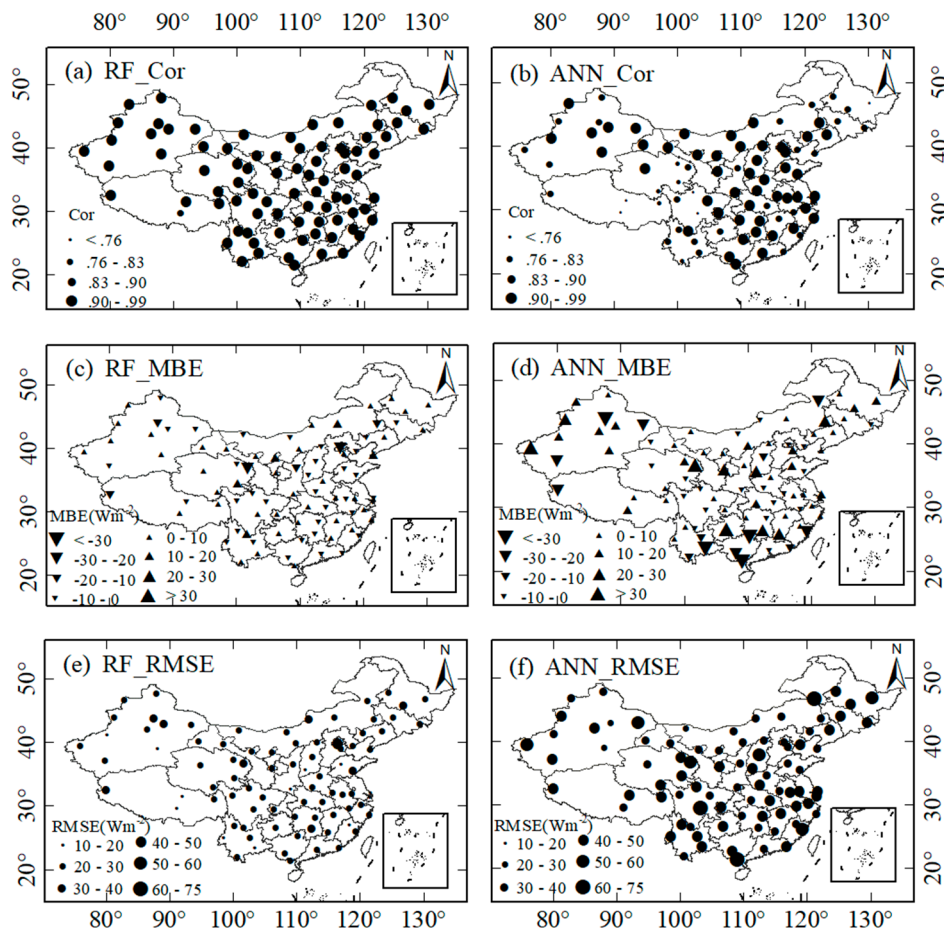 80° 90° 100° 110° 120° 130° 80° 90° 100° 110° 120° 130°
N
(a) RF_Cor
50°
40°
30°
20°
Cor
< .76
.76 - .83
.83 - .90
.90 - .99
N
(b) ANN_Cor
50°
40°
30°
20°
Cor
< .76
.76 - .83
.83 - .90
.90 - .99
N
(c) RF_MBE
50°
40°
30°
20°
MBE(Wm⁻
< -30 0 - 10
-30 - -20 10 - 20
-20 - -10 20 - 30
-10 - 0 > 30
N
(d) ANN_MBE
50°
40°
30°
20°
MBE(Wm⁻
< -30 0 - 10
-30 - -20 10 - 20
-20 - -10 20 - 30
-10 - 0 > 30
N
(e) RF_RMSE
50°
40°
30°
20°
RMSE(Wm⁻
10 - 20 40 - 50
20 - 30 50 - 60
30 - 40 60 - 75
N
(f) ANN_RMSE
50°
40°
30°
20°
RMSE(Wm⁻
10 - 20 40 - 50
20 - 30 50 - 60
30 - 40 60 - 75
80° 90° 100° 110° 120° 130° 80° 90° 100° 110° 120° 130°